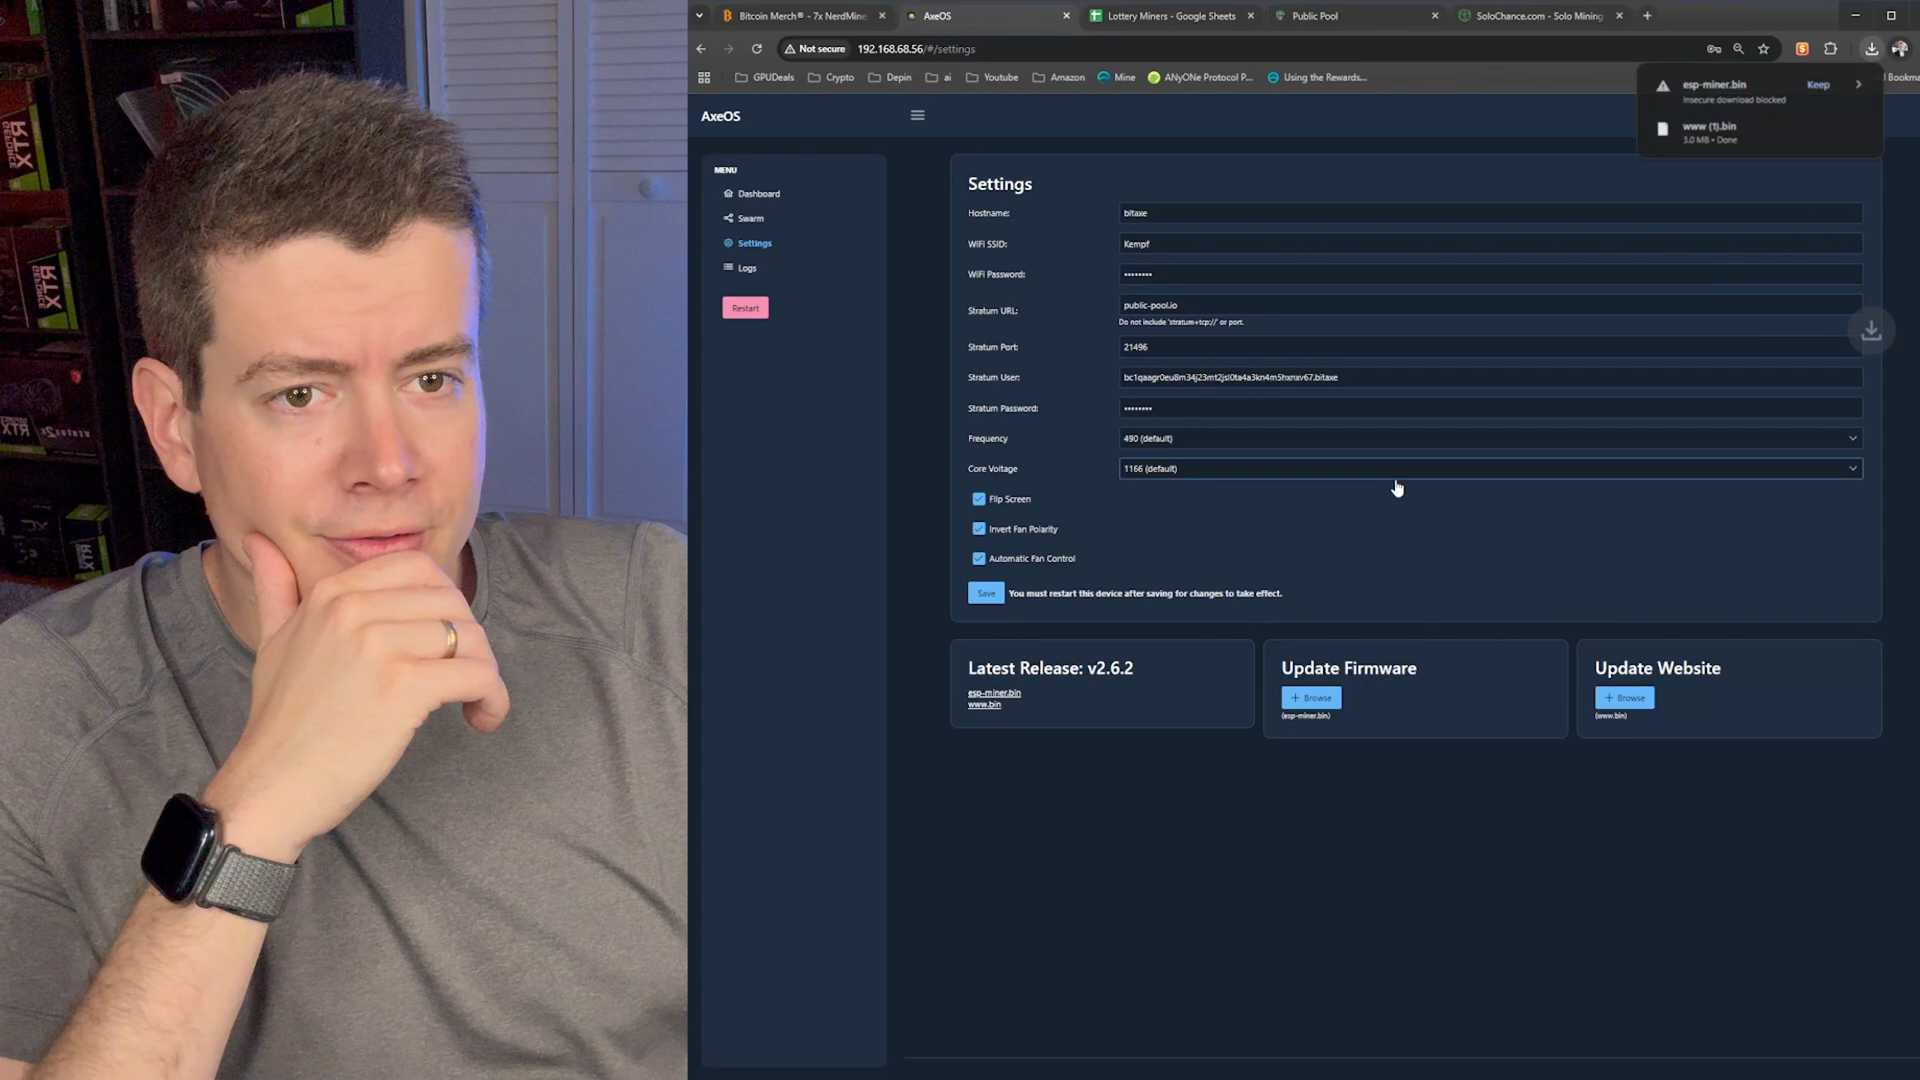 Bitcoin Merch® - 7x NerdMine
AxeOS
Lottery Miners - Google Sheets
Public Pool
SoloChance.com - Solo Mining
Not secure
192.168.68.56/#/settings
GPUDeals
Crypto
Depin
ai
Youtube
Amazon
Mine
ANyONe Protocol P...
Using the Rewards...
All Bookma
esp-miner.bin
Keep
Insecure download blocked
www (1).bin
3.0 MB • Done
AxeOS
MENU
Dashboard
Swarm
Settings
Logs
Restart
Settings
Hostname:
bitaxe
WiFi SSID:
Kempf
WiFi Password:
••••••••
Stratum URL:
public-pool.io
Do not include 'stratum+tcp://' or port.
Stratum Port:
21496
Stratum User:
Stratum Password:
••••••••
Frequency
490 (default)
Core Voltage
1166 (default)
Flip Screen
Invert Fan Polarity
Automatic Fan Control
Save
You must restart this device after saving for changes to take effect.
Latest Release: v2.6.2
esp-miner.bin
www.bin
Update Firmware
+ Browse
(esp-miner.bin)
Update Website
+ Browse
(www.bin)
RTX
RTX
RTX
RTX